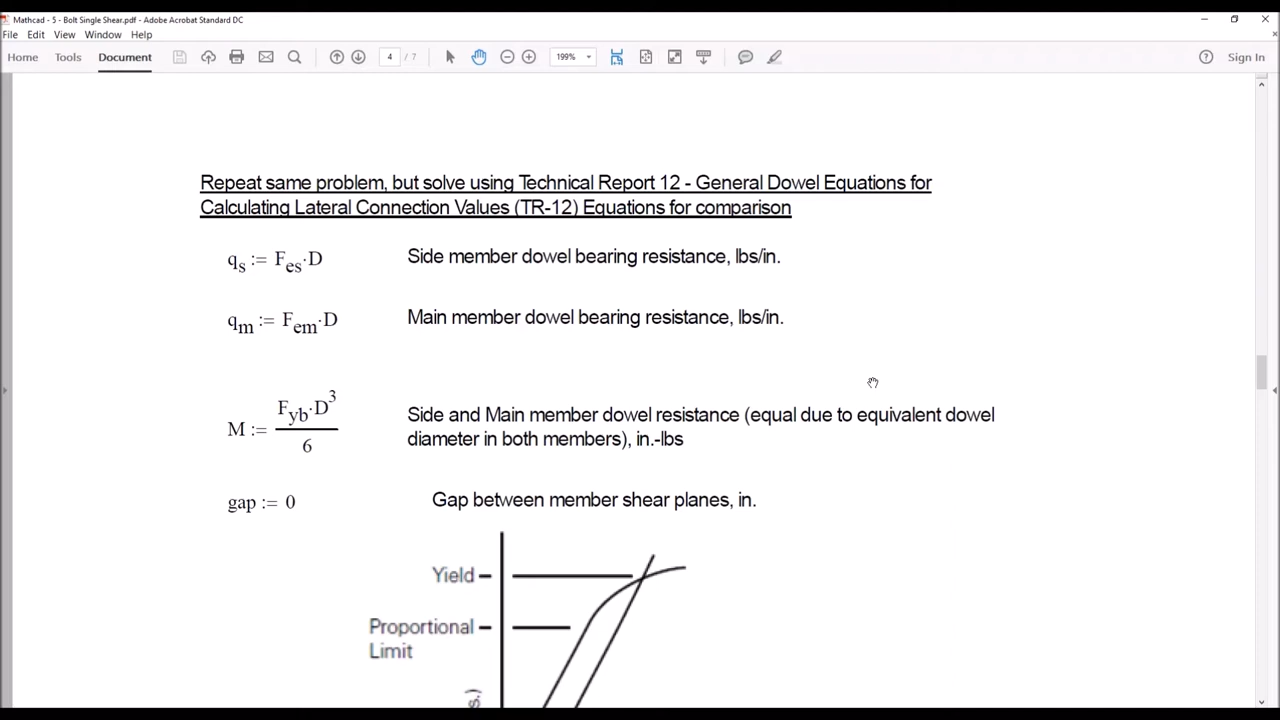 Mathcad - 5 - Bolt Single Shear.pdf - Adobe Acrobat Standard DC
File Edit View Window Help
Home Tools Document 4 / 7 199% Sign In
Repeat same problem, but solve using Technical Report 12 - General Dowel Equations for
Calculating Lateral Connection Values (TR-12) Equations for comparison
qs := Fes·D Side member dowel bearing resistance, lbs/in.
qm := Fem·D Main member dowel bearing resistance, lbs/in.
M := Fyb·D^3 / 6 Side and Main member dowel resistance (equal due to equivalent dowel
diameter in both members), in.-lbs
gap := 0 Gap between member shear planes, in.
Yield
Proportional
Limit
s.)